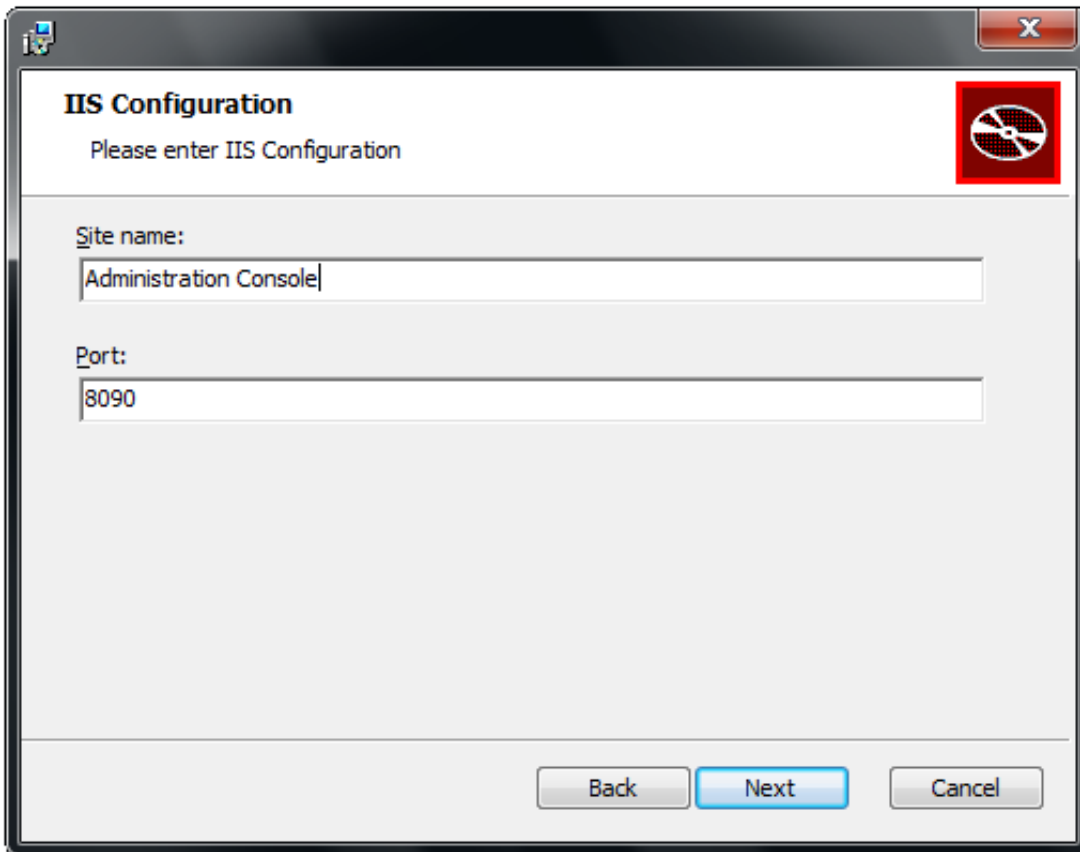 IIS Configuration
Please enter IIS Configuration
Site name:
Administration Console
Port:
8090
Back Next Cancel